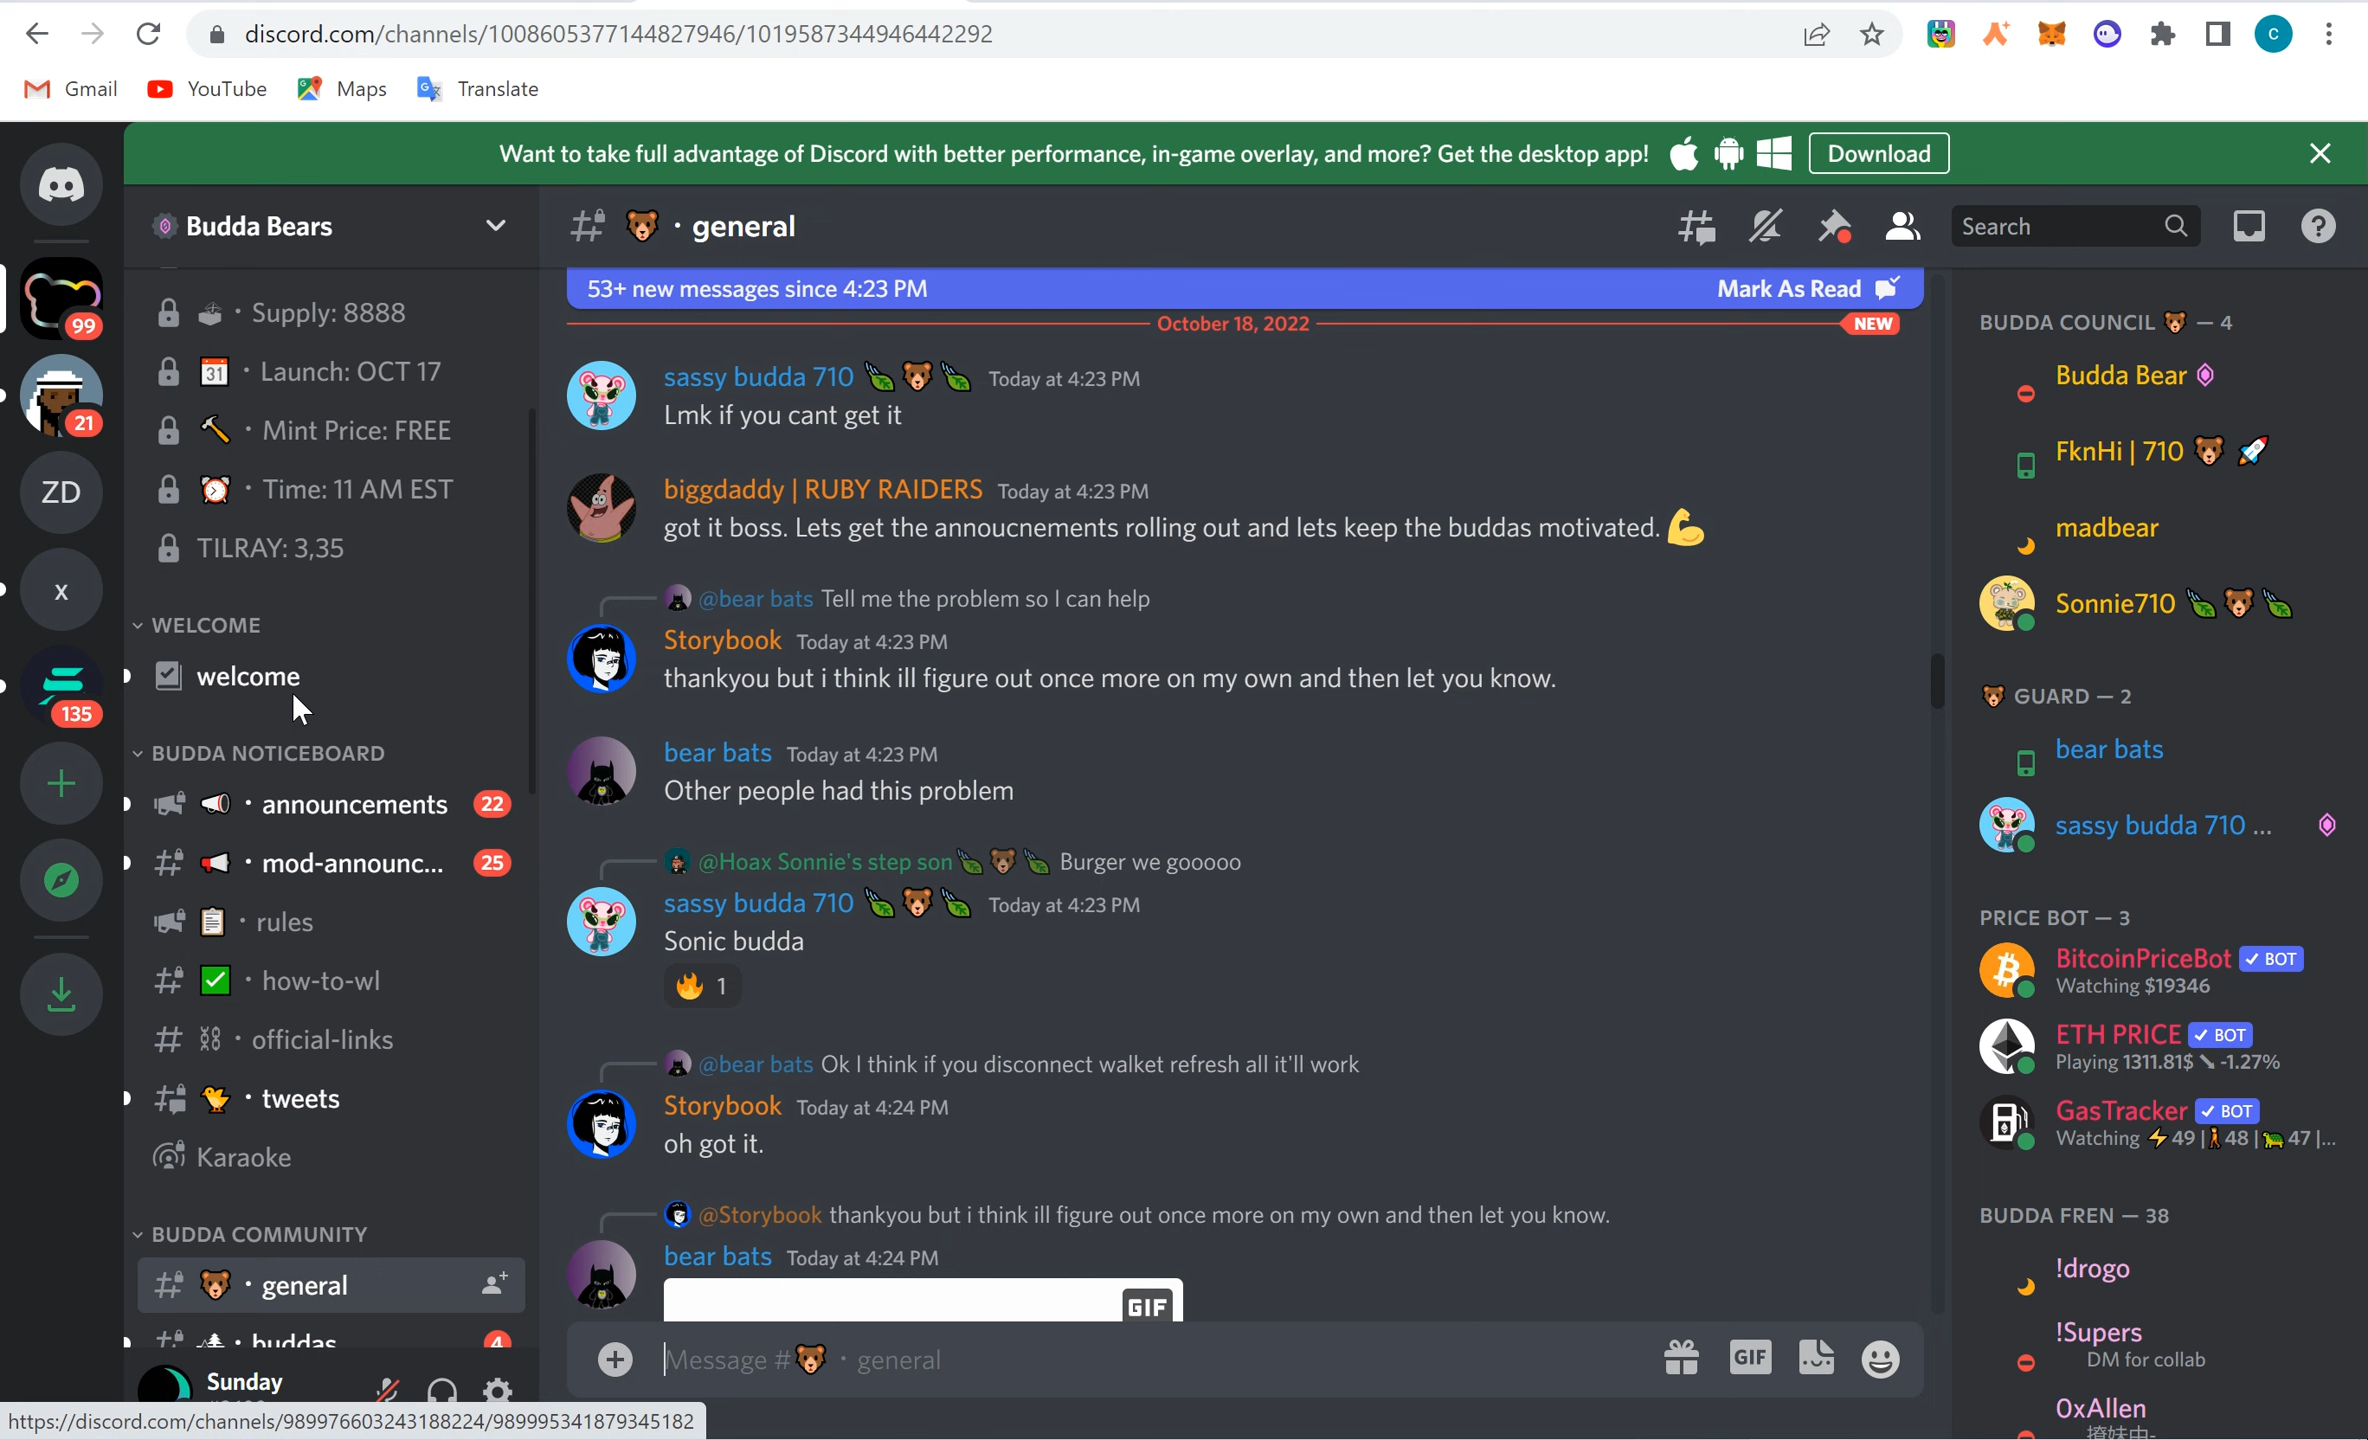 discord.com/channels/1008605377144827946/1019587344946442292
C
Gmail YouTube Maps Translate
Want to take full advantage of Discord with better performance, in-game overlay, and more? Get the desktop app! Download
99
21
ZD
x
135
Budda Bears
Supply: 8888
31 · Launch: OCT 17
· Mint Price: FREE
· Time: 11 AM EST
TILRAY: 3,35
WELCOME
welcome
BUDDA NOTICEBOARD
· announcements 22
# · mod-announc... 25
· rules
# · how-to-wl
# · official-links
# · tweets
Karaoke
BUDDA COMMUNITY
# · general
# · buddas 4
Sunday
https://discord.com/channels/989976603243188224/989995341879345182
# 🐻 · general
Search
53+ new messages since 4:23 PM Mark As Read
October 18, 2022 NEW
sassy budda 710 🌿🐻🌿 Today at 4:23 PM
Lmk if you cant get it
biggdaddy | RUBY RAIDERS Today at 4:23 PM
got it boss. Lets get the annoucnements rolling out and lets keep the buddas motivated. 💪
@bear bats Tell me the problem so I can help
Storybook Today at 4:23 PM
thankyou but i think ill figure out once more on my own and then let you know.
bear bats Today at 4:23 PM
Other people had this problem
@Hoax Sonnie's step son🌿🐻🌿 Burger we gooooo
sassy budda 710 🌿🐻🌿 Today at 4:23 PM
Sonic budda
🔥 1
@bear bats Ok I think if you disconnect walket refresh all it'll work
Storybook Today at 4:24 PM
oh got it.
@Storybook thankyou but i think ill figure out once more on my own and then let you know.
bear bats Today at 4:24 PM
GIF
Message #🐻 · general
GIF
BUDDA COUNCIL 🐻 — 4
Budda Bear
FknHi | 710 🐻 🚀
madbear
Sonnie710 🌿🐻🌿
🐻 GUARD — 2
bear bats
sassy budda 710 ...
PRICE BOT — 3
BitcoinPriceBot ✓ BOT
Watching $19346
ETH PRICE ✓ BOT
Playing 1311.81$ ⬊ -1.27%
GasTracker ✓ BOT
Watching ⚡49 |🚶48 |🐢47 |...
BUDDA FREN — 38
!drogo
!Supers
DM for collab
0xAllen